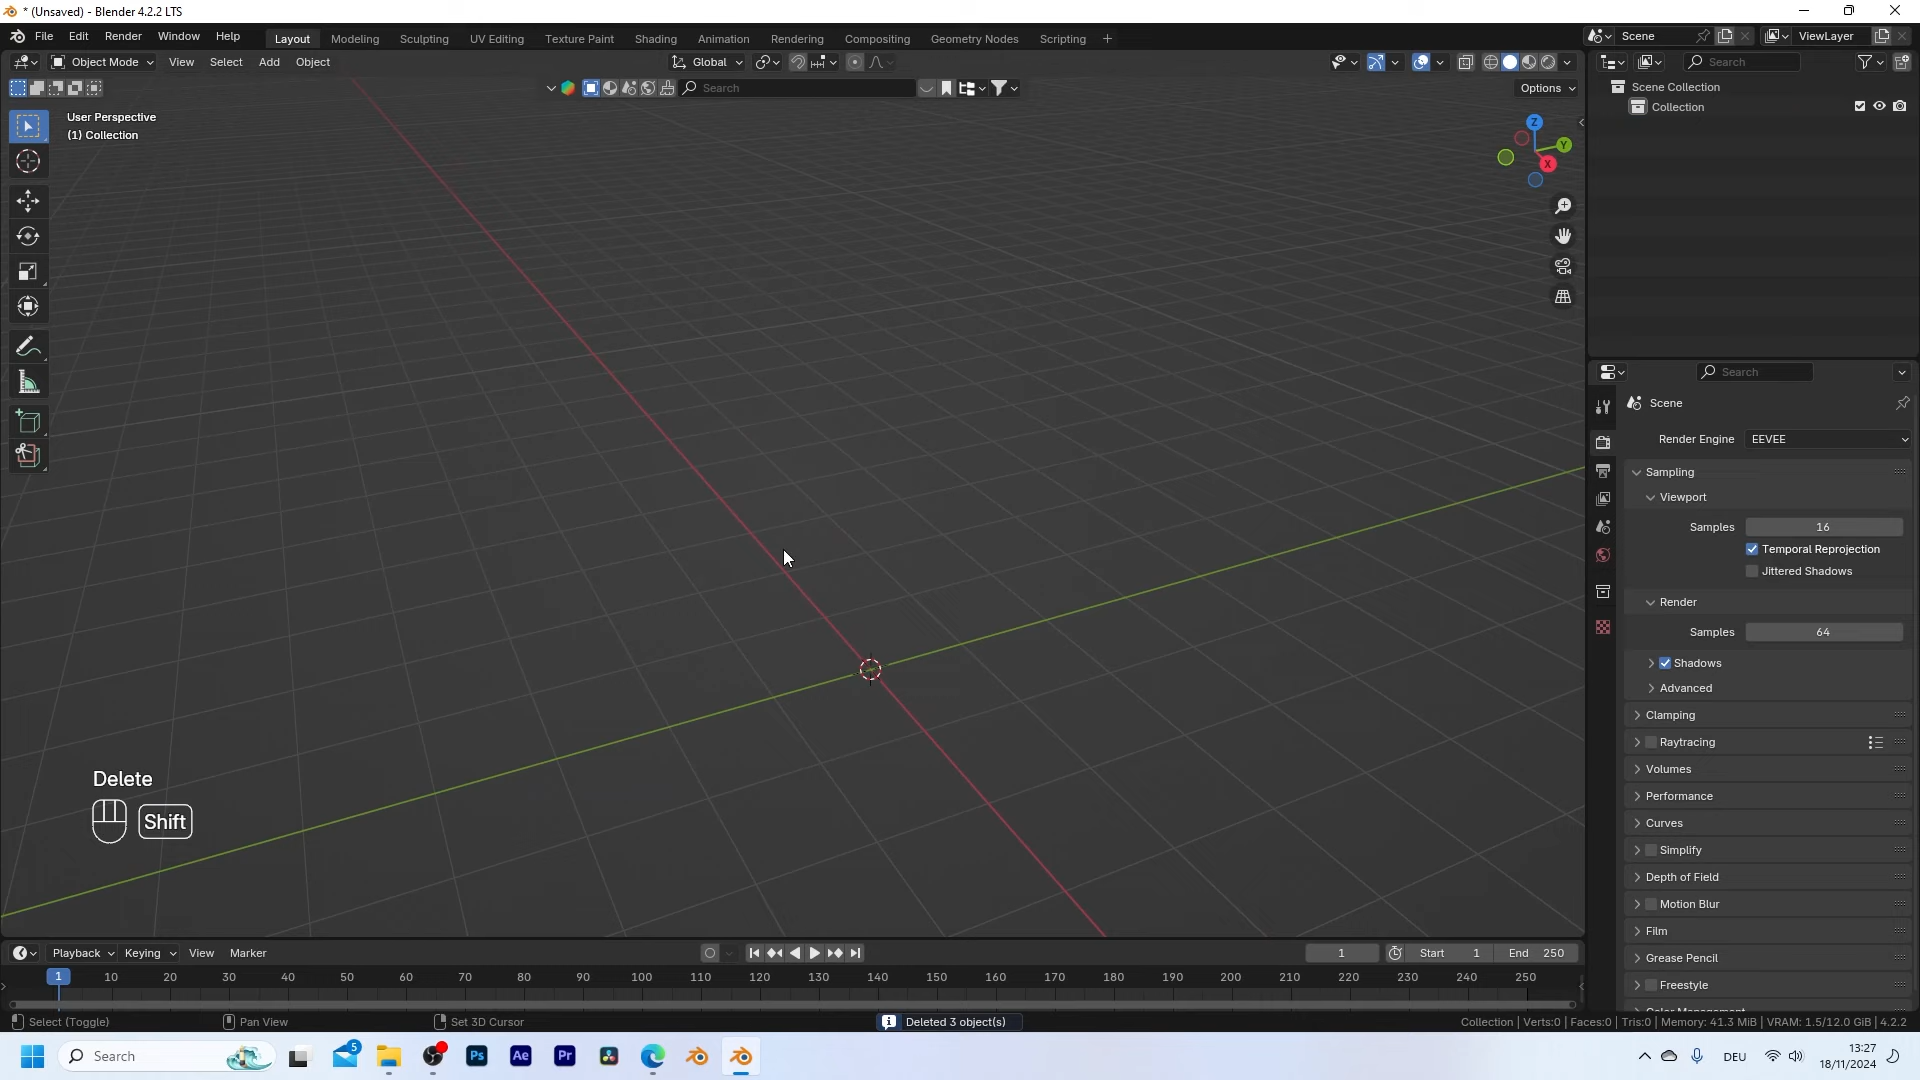 * (Unsaved) - Blender 4.2.2 LTS
File Edit Render Window Help Layout Modeling Sculpting UV Editing Texture Paint Shading Animation Rendering Compositing Geometry Nodes Scripting + Scene ViewLayer
Object Mode View Select Add Object Global Search
Search Options
User Perspective
(1) Collection
Z
Y
X
Scene Collection
Collection
Search
Scene
Render Engine EEVEE
Sampling
Viewport
Samples 16
Temporal Reprojection
Jittered Shadows
Render
Samples 64
Shadows
Advanced
Clamping
Raytracing
Volumes
Performance
Curves
Simplify
Depth of Field
Motion Blur
Film
Grease Pencil
Freestyle
Color Management
Delete
Shift
Playback Keying View Marker 1 Start 1 End 250
1 10 20 30 40 50 60 70 80 90 100 110 120 130 140 150 160 170 180 190 200 210 220 230 240 250
Select (Toggle) Pan View Set 3D Cursor Deleted 3 object(s) Collection | Verts:0 | Faces:0 | Tris:0 | Memory: 41.3 MiB | VRAM: 1.5/12.0 GiB | 4.2.2
Search 5 Ps Ae Pr DEU 13:27
18/11/2024